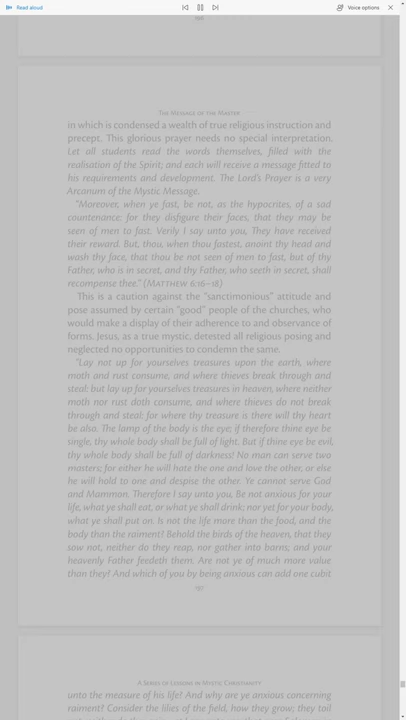 Read aloud
Voice options
The Message of the Master
in which is condensed a wealth of true religious instruction and
precept. This glorious prayer needs no special interpretation.
Let all students read the words themselves, filled with the
realisation of the Spirit; and each will receive a message fitted to
his requirements and development. The Lord's Prayer is a very
Arcanum of the Mystic Message.
"Moreover, when ye fast, be not, as the hypocrites, of a sad
countenance: for they disfigure their faces, that they may be
seen of men to fast. Verily I say unto you, They have received
their reward. But, thou, when thou fastest, anoint thy head and
wash thy face, that thou be not seen of men to fast, but of thy
Father, who is in secret, and thy Father, who seeth in secret, shall
recompense thee." (Matthew 6:16–18)
This is a caution against the "sanctimonious" attitude and
pose assumed by certain "good" people of the churches, who
would make a display of their adherence to and observance of
forms. Jesus, as a true mystic, detested all religious posing and
neglected no opportunities to condemn the same.
"Lay not up for yourselves treasures upon the earth, where
moth and rust consume, and where thieves break through and
steal: but lay up for yourselves treasures in heaven, where neither
moth nor rust doth consume, and where thieves do not break
through and steal: for where thy treasure is there will thy heart
be also. The lamp of the body is the eye; if therefore thine eye be
single, thy whole body shall be full of light. But if thine eye be evil,
thy whole body shall be full of darkness! No man can serve two
masters; for either he will hate the one and love the other, or else
he will hold to one and despise the other. Ye cannot serve God
and Mammon. Therefore I say unto you, Be not anxious for your
life, what ye shall eat, or what ye shall drink; nor yet for your body,
what ye shall put on. Is not the life more than the food, and the
body than the raiment? Behold the birds of the heaven, that they
sow not, neither do they reap, nor gather into barns; and your
heavenly Father feedeth them. Are not ye of much more value
than they? And which of you by being anxious can add one cubit
A Series of Lessons in Mystic Christianity
unto the measure of his life? And why are ye anxious concerning
raiment? Consider the lilies of the field, how they grow; they toil